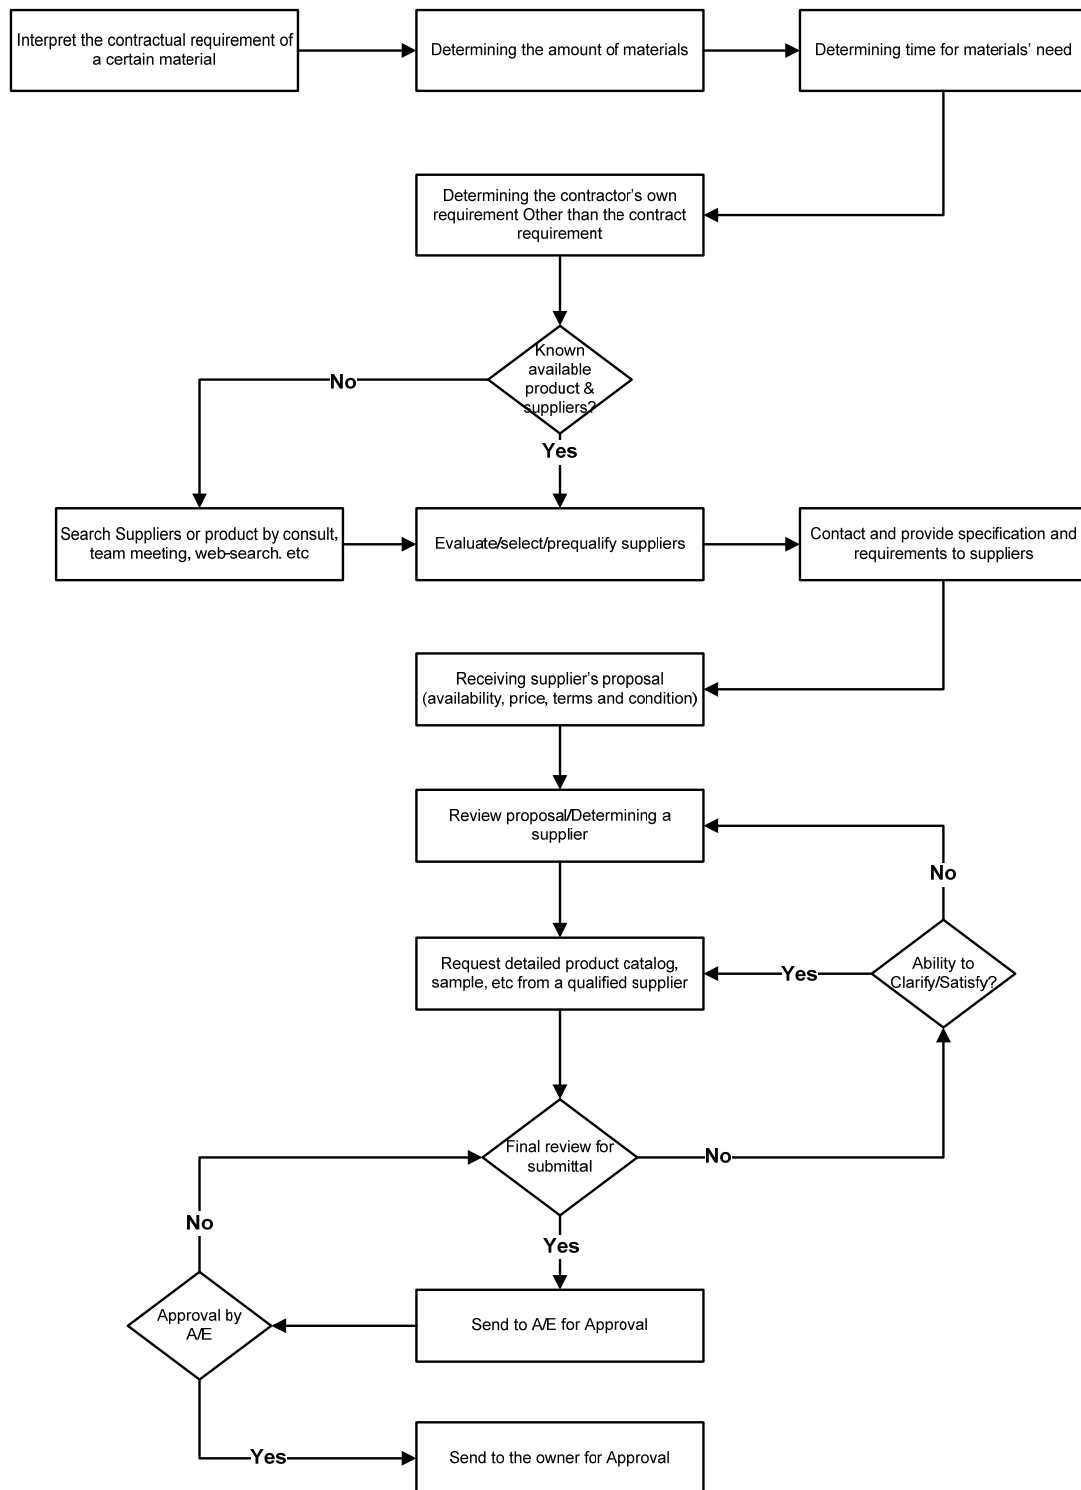 Interpret the contractual requirement of
a certain material
Determining the amount of materials
Determining time for materials' need
Determining the contractor's own
requirement Other than the contract
requirement
Known
available
product &
suppliers?
No
Yes
Search Suppliers or product by consult,
team meeting, web-search. etc
Evaluate/select/prequalify suppliers
Contact and provide specification and
requirements to suppliers
Receiving supplier's proposal
(availability, price, terms and condition)
Review proposal/Determining a
supplier
No
Request detailed product catalog,
sample, etc from a qualified supplier
Yes
Ability to
Clarify/Satisfy?
Final review for
submittal
No
No
Yes
Approval by
A/E
Send to A/E for Approval
Yes
Send to the owner for Approval